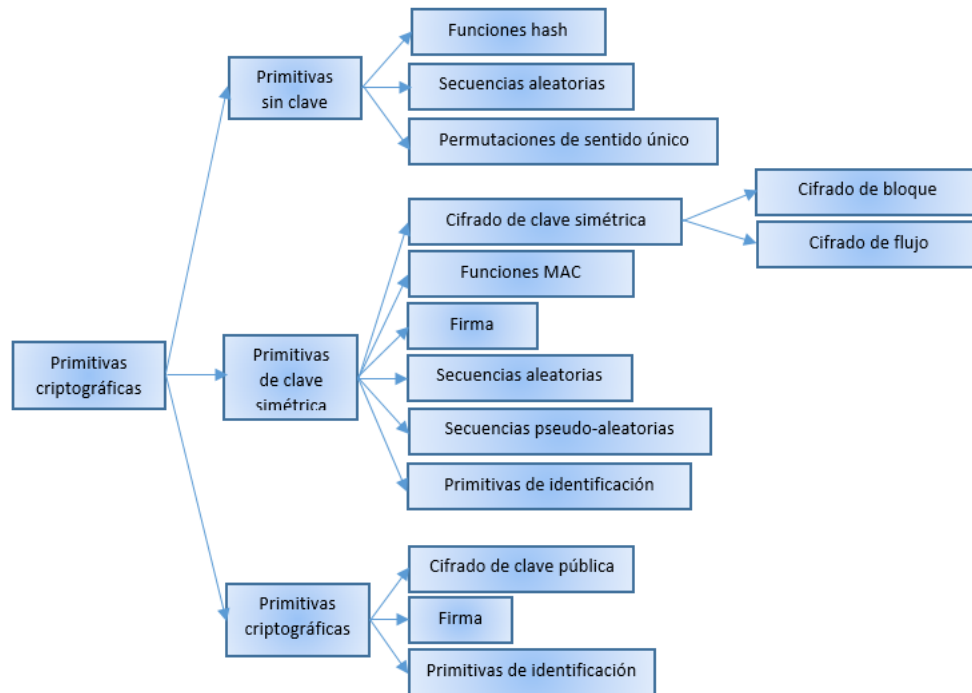 Funciones hash
Primitivas
sin clave
Secuencias aleatorias
Permutaciones de sentido único
Cifrado de bloque
Cifrado de clave simétrica
Cifrado de flujo
Funciones MAC
Firma
Primitivas
criptográficas
Primitivas
de clave
simétrica
Secuencias aleatorias
Secuencias pseudo-aleatorias
Primitivas de identificación
Cifrado de clave pública
Primitivas
criptográficas
Firma
Primitivas de identificación